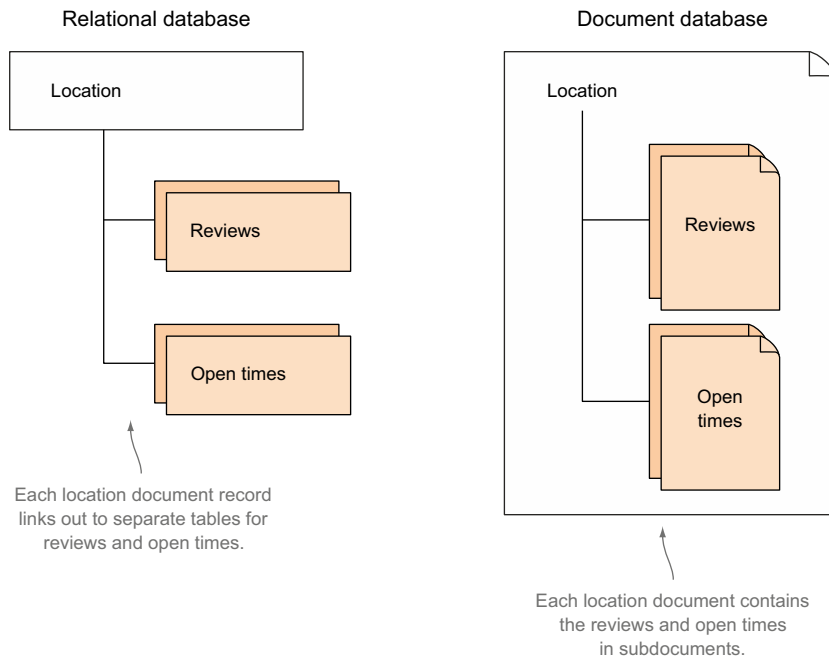 Relational database
Location
Reviews
Open times
Each location document record
links out to separate tables for
reviews and open times.
Document database
Location
Reviews
Open
times
Each location document contains
the reviews and open times
in subdocuments.